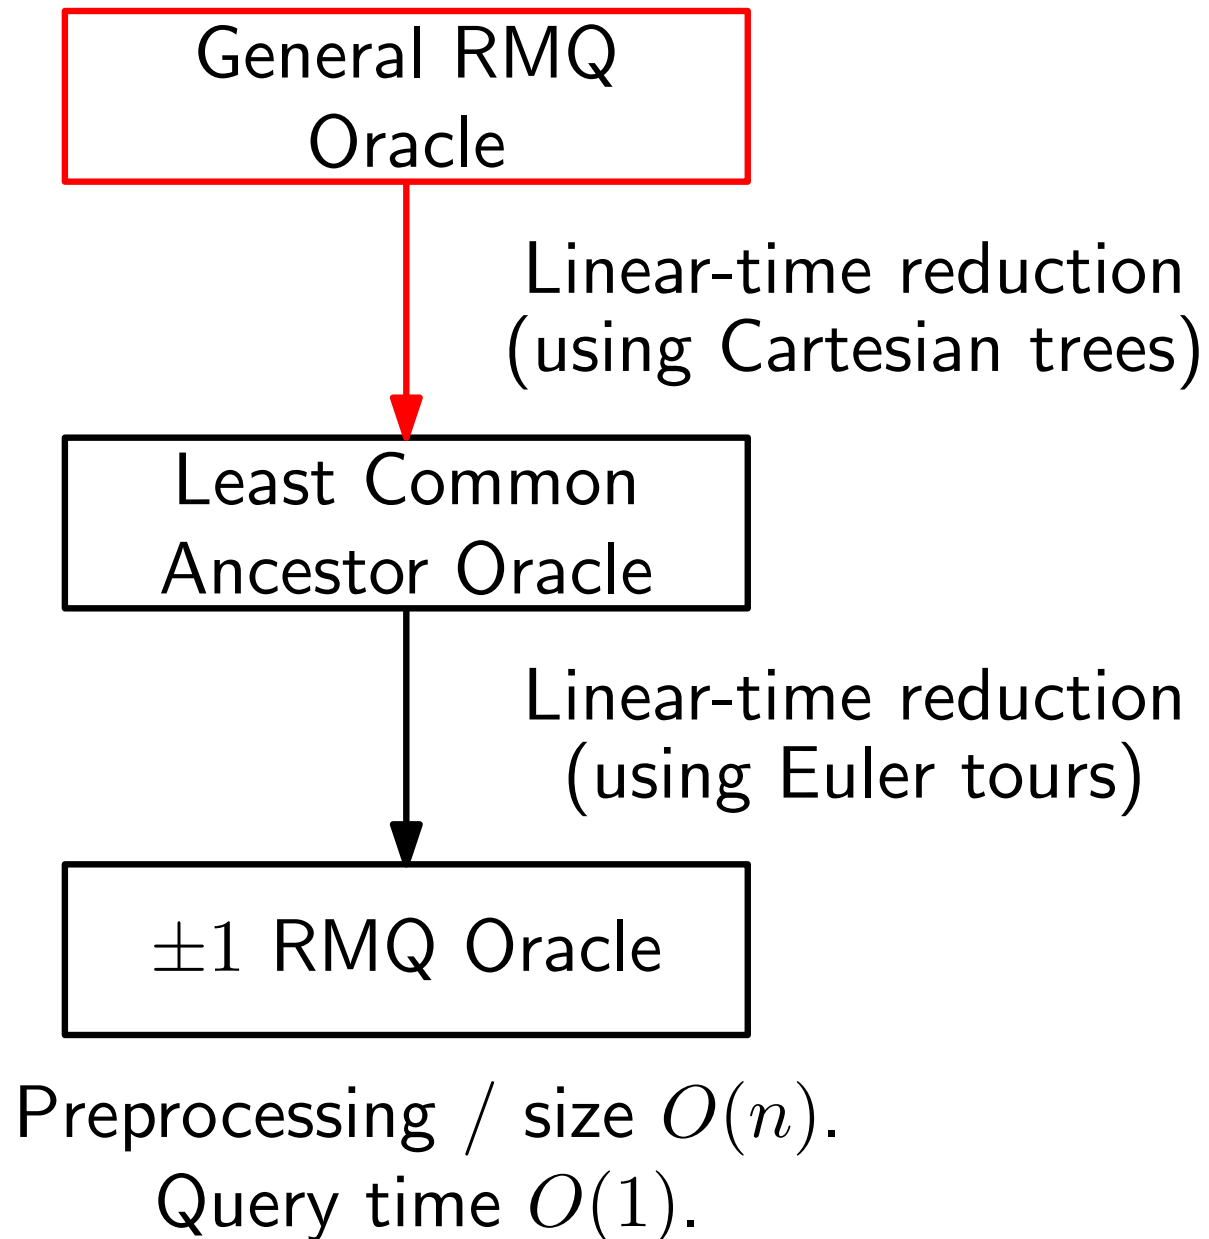 General RMQ
Oracle
Linear-time reduction
(using Cartesian trees)
Least Common
Ancestor Oracle
Linear-time reduction
(using Euler tours)
±1 RMQ Oracle
Preprocessing / size O(n).
Query time O(1).